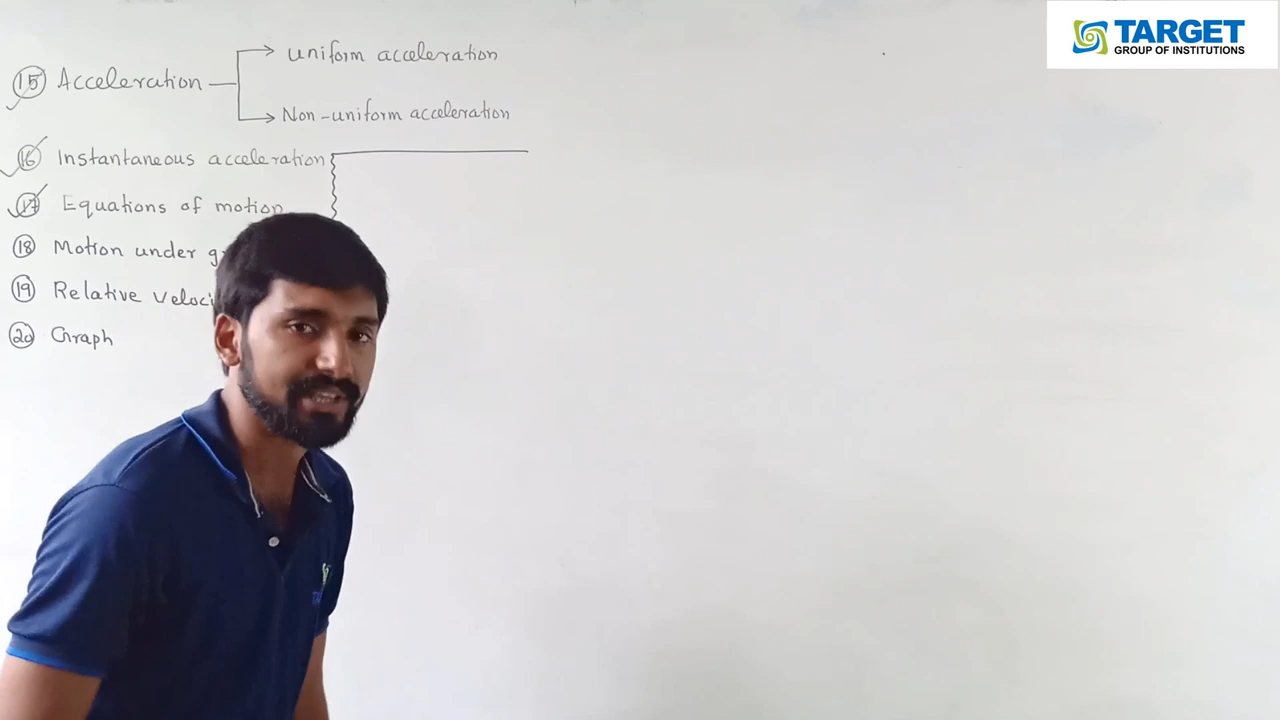 TARGET
GROUP OF INSTITUTIONS
15 Acceleration
uniform acceleration
Non-uniform acceleration
16 Instantaneous acceleration
17 Equations of motion
18 Motion under
19 Relative
20 Graph